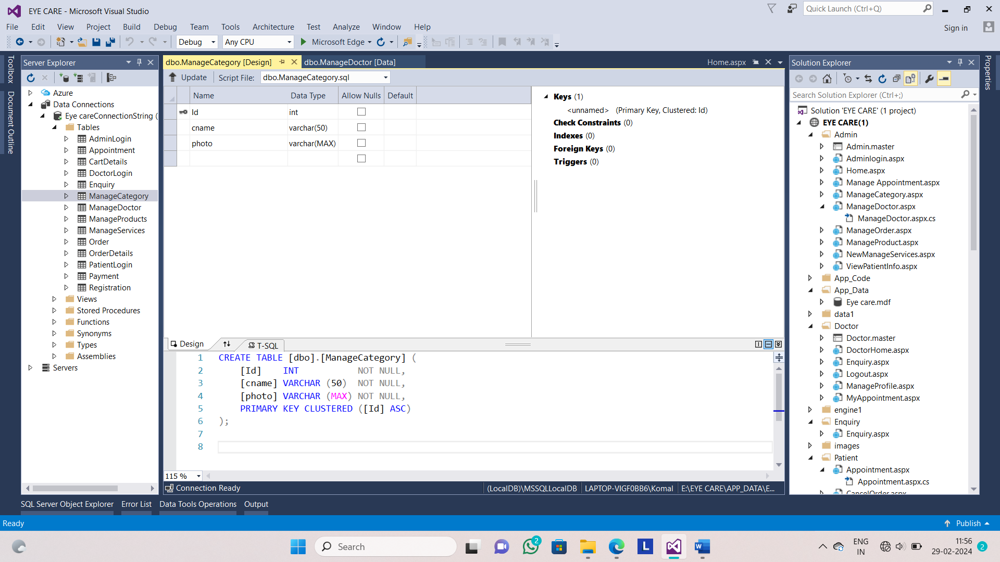 EYE CARE - Microsoft Visual Studio
Quick Launch (Ctrl+Q)
File Edit View Project Build Debug Team Tools Architecture Test Analyze Window Help
Sign in
Debug Any CPU Microsoft Edge
Toolbox
Document Outline
Server Explorer
Azure
Data Connections
Eye careConnectionString (
Tables
AdminLogin
Appointment
CartDetails
DoctorLogin
Enquiry
ManageCategory
ManageDoctor
ManageProducts
ManageServices
Order
OrderDetails
PatientLogin
Payment
Registration
Views
Stored Procedures
Functions
Synonyms
Types
Assemblies
Servers
dbo.ManageCategory [Design] dbo.ManageDoctor [Data] Home.aspx
Update Script File: dbo.ManageCategory.sql
Name Data Type Allow Nulls Default
Id int
cname varchar(50)
photo varchar(MAX)
Keys (1)
<unnamed> (Primary Key, Clustered: Id)
Check Constraints (0)
Indexes (0)
Foreign Keys (0)
Triggers (0)
Design T-SQL
1 CREATE TABLE [dbo].[ManageCategory] (
2 [Id] INT NOT NULL,
3 [cname] VARCHAR (50) NOT NULL,
4 [photo] VARCHAR (MAX) NOT NULL,
5 PRIMARY KEY CLUSTERED ([Id] ASC)
6 );
7
8
115 %
Connection Ready (LocalDB)\MSSQLLocalDB LAPTOP-VIGF0BB6\Komal E:\EYE CARE\APP_DATA\E...
Solution Explorer
Search Solution Explorer (Ctrl+;)
Solution 'EYE CARE' (1 project)
EYE CARE(1)
Admin
Admin.master
Adminlogin.aspx
Home.aspx
Manage Appointment.aspx
ManageCategory.aspx
ManageDoctor.aspx
ManageDoctor.aspx.cs
ManageOrder.aspx
ManageProduct.aspx
NewManageServices.aspx
ViewPatientInfo.aspx
App_Code
App_Data
Eye care.mdf
data1
Doctor
Doctor.master
DoctorHome.aspx
Enquiry.aspx
Logout.aspx
ManageProfile.aspx
MyAppointment.aspx
engine1
Enquiry
Enquiry.aspx
images
Patient
Appointment.aspx
Appointment.aspx.cs
CancelOrder.aspx
Properties
SQL Server Object Explorer Error List Data Tools Operations Output
Ready Publish
Search
2
L
W
ENG
IN
11:56
29-02-2024
2